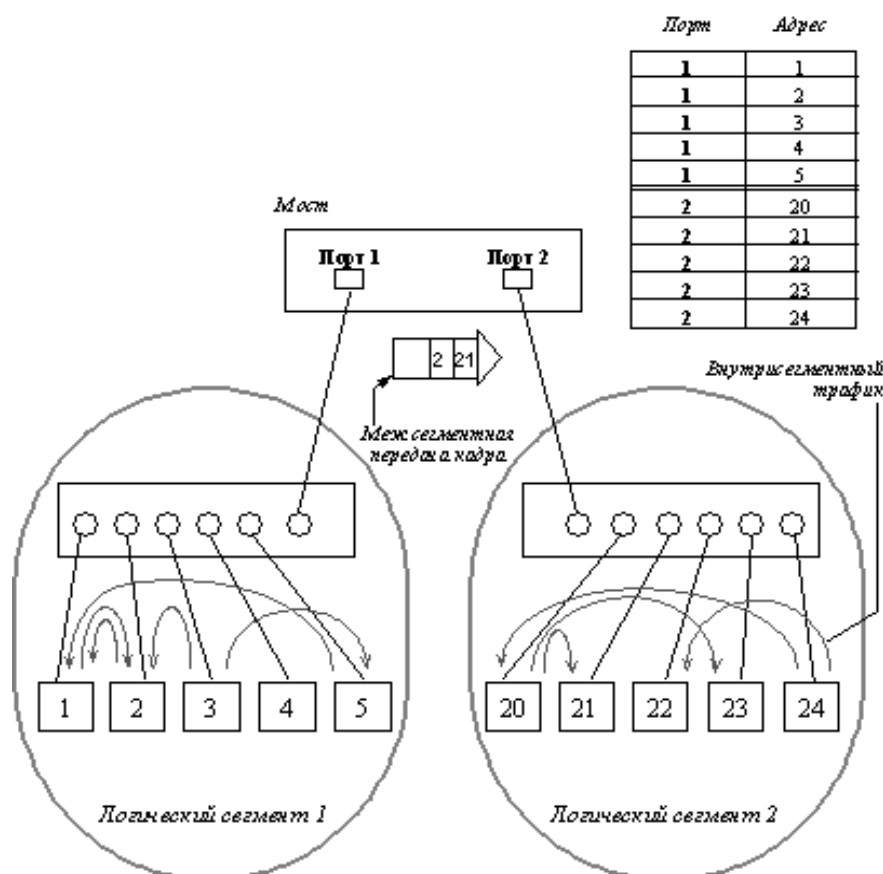 Порт Адрес
1 1
1 2
1 3
1 4
1 5
2 20
2 21
2 22
2 23
2 24
Мост
Порт 1 Порт 2
2 21
Межсегментная
передача кадра
Внутрисегментный
трафик
1 2 3 4 5
20 21 22 23 24
Логический сегмент 1
Логический сегмент 2